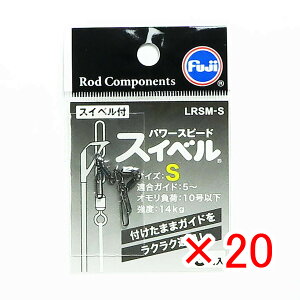 Fuji
Rod Components
スイベル付
LRSM-S
パワースピード
スイベル
サイズ:S
適合ガイド:5〜
オモリ負荷:10号以下
強度:14kg
付けたままガイドを
ラクラク
入
×20